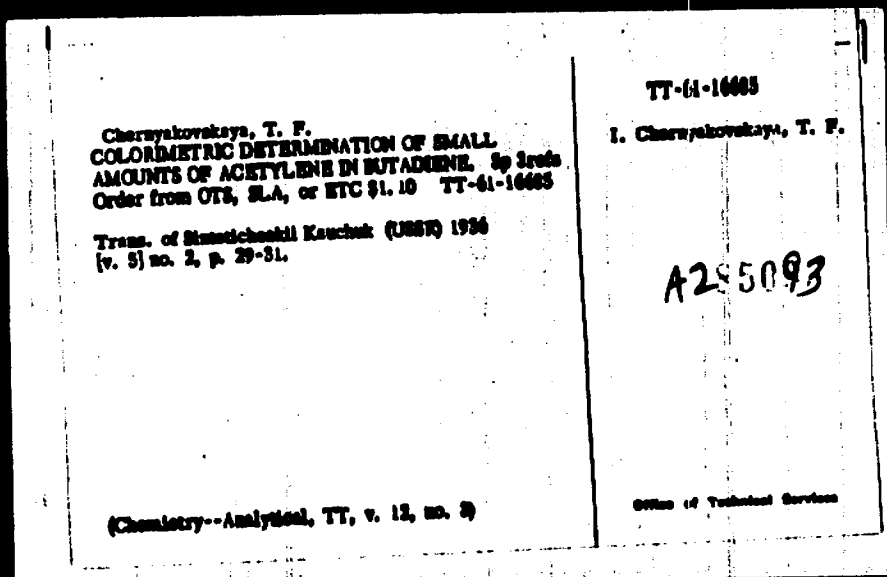 Chernyakovskaya, T. F.
COLORIMETRIC DETERMINATION OF SMALL
AMOUNTS OF ACETYLENE IN BUTADIENE. 5p 3refs
Order from OTS, SLA, or ETC $1.10 TT-61-16685
Trans. of Sinteticheskii Kauchuk (USSR) 1936
[v. 5] no. 2, p. 29-31.
(Chemistry--Analytical, TT, v. 12, no. 3)
TT-61-16685
I. Chernyakovskaya, T. F.
A285093
Office of Technical Services